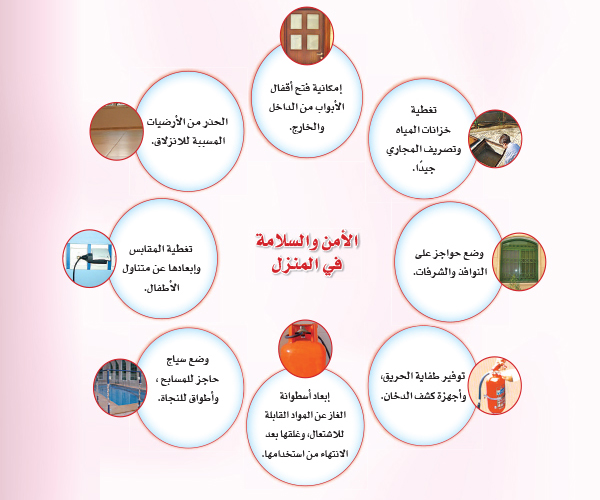 الأمن والسلامة
في المنزل
إمكانية فتح أقفال
الأبواب من الداخل
والخارج.
تغطية
خزانات المياه
وتصريف المجاري
جيدًا.
وضع حواجز على
النوافذ والشرفات.
توفير طفاية الحريق،
وأجهزة كشف الدخان.
إبعاد أسطوانة
الغاز عن المواد القابلة
للاشتعال، وغلقها بعد
الانتهاء من استخدامها.
وضع سياج
حاجز للمسابح ،
وأطواق للنجاة.
تغطية المقابس
وإبعادها عن متناول
الأطفال.
الحذر من الأرضيات
المسببة للانزلاق.